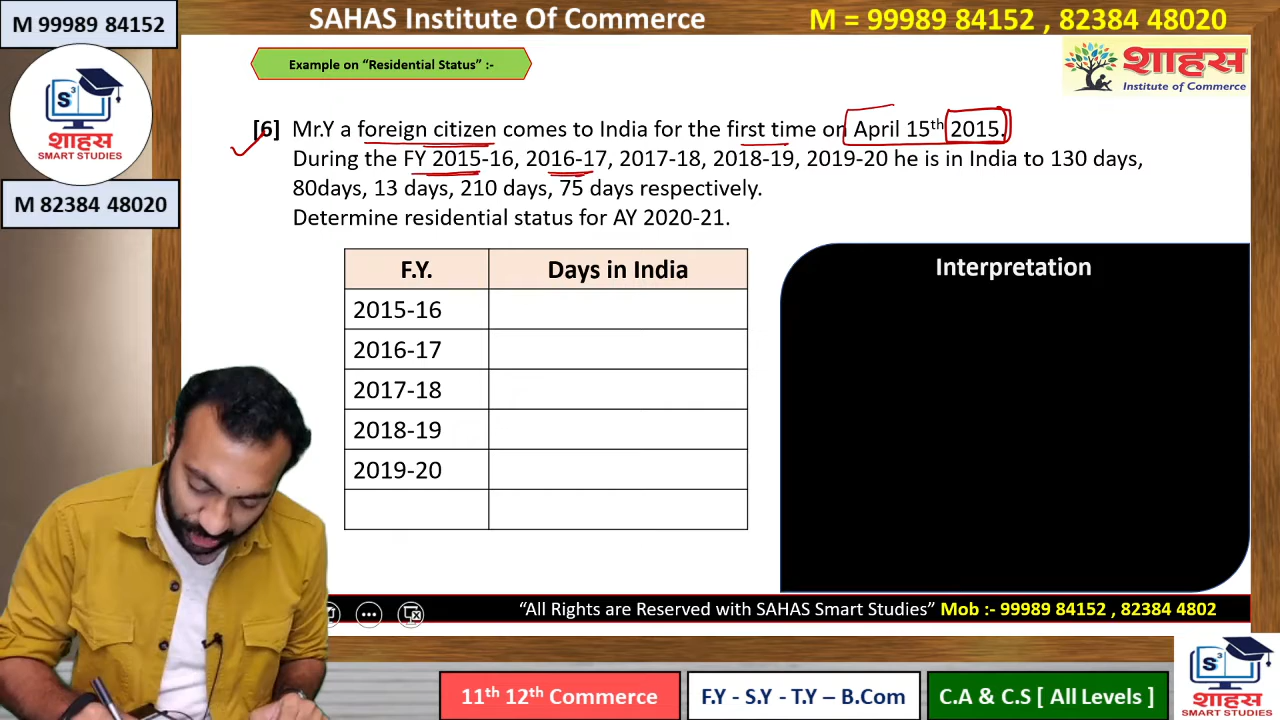 M 99989 84152
SAHAS Institute Of Commerce
M = 99989 84152 , 82384 48020
Example on “Residential Status” :-
शाहस
Institute of Commerce
S³
शाहस
SMART STUDIES
M 82384 48020
[6] Mr.Y a foreign citizen comes to India for the first time on April 15th 2015.
During the FY 2015-16, 2016-17, 2017-18, 2018-19, 2019-20 he is in India to 130 days,
80days, 13 days, 210 days, 75 days respectively.
Determine residential status for AY 2020-21.
F.Y. Days in India
2015-16
2016-17
2017-18
2018-19
2019-20
Interpretation
“All Rights are Reserved with SAHAS Smart Studies” Mob :- 99989 84152 , 82384 4802
11th 12th Commerce
F.Y - S.Y - T.Y – B.Com
C.A & C.S [ All Levels ]
S³
शाहस
SMART STUDIES